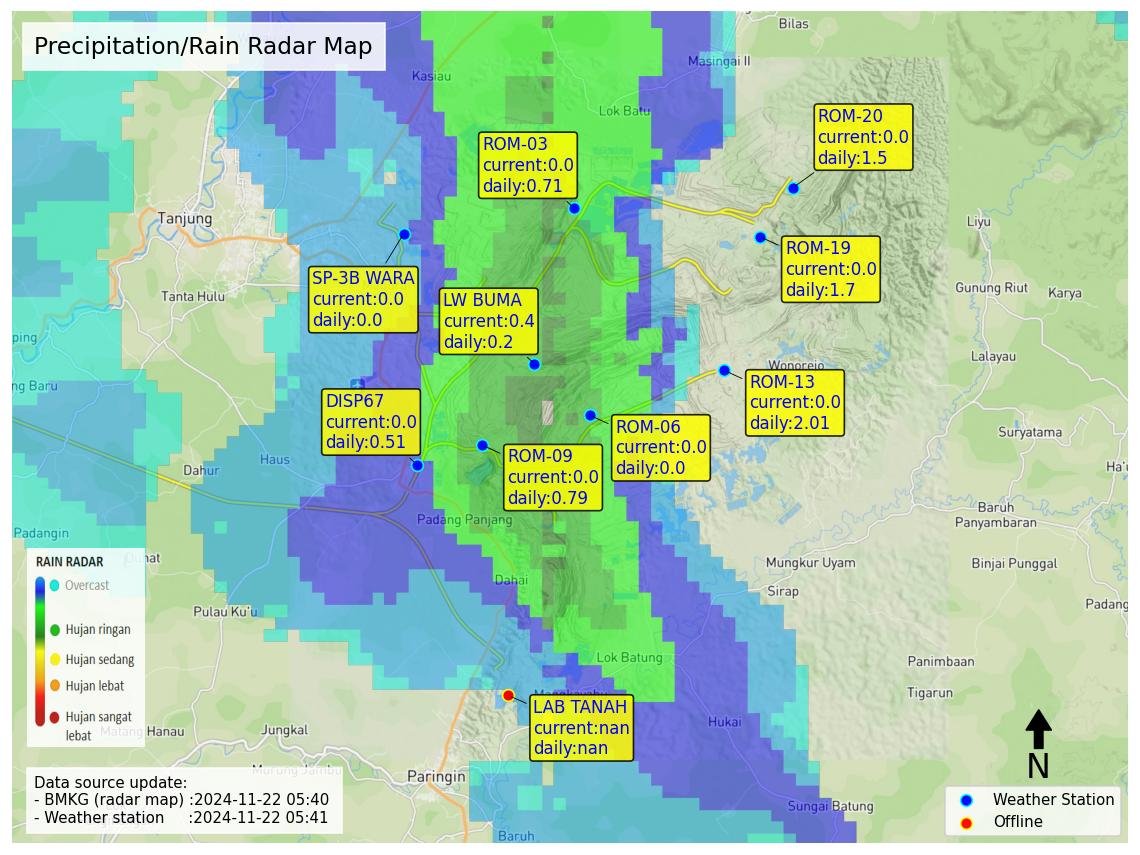 Precipitation/Rain Radar Map
Bilas
Masingai II
Kasiau
Lok Batu
ROM-20
current:0.0
daily:1.5
ROM-03
current:0.0
daily:0.71
Tanjung
Liyu
ROM-19
current:0.0
daily:1.7
SP-3B WARA
current:0.0
daily:0.0
Tanta Hulu
Gunung Riut
Karya
LW BUMA
current:0.4
daily:0.2
ping
Lalayau
Wonorejo
ng Baru
ROM-13
current:0.0
daily:2.01
DISP67
current:0.0
daily:0.51
ROM-06
current:0.0
daily:0.0
Suryatama
Haus
Dahur
Ha'u
ROM-09
current:0.0
daily:0.79
Baruh
Panyambaran
Padang Panjang
Padangin
Mungkur Uyam
Binjai Punggal
RAIN RADAR
Overcast
Hujan ringan
Hujan sedang
Hujan lebat
Hujan sangat
lebat
Dahai
Sirap
Padang
Pulau Ku'u
Lok Batung
Panimbaan
Tigarun
LAB TANAH
current:nan
daily:nan
Hukai
Matang Hanau
Jungkal
Murung Jambu
Paringin
N
Data source update:
- BMKG (radar map) :2024-11-22 05:40
- Weather station :2024-11-22 05:41
Weather Station
Offline
Sungai Batung
Baruh